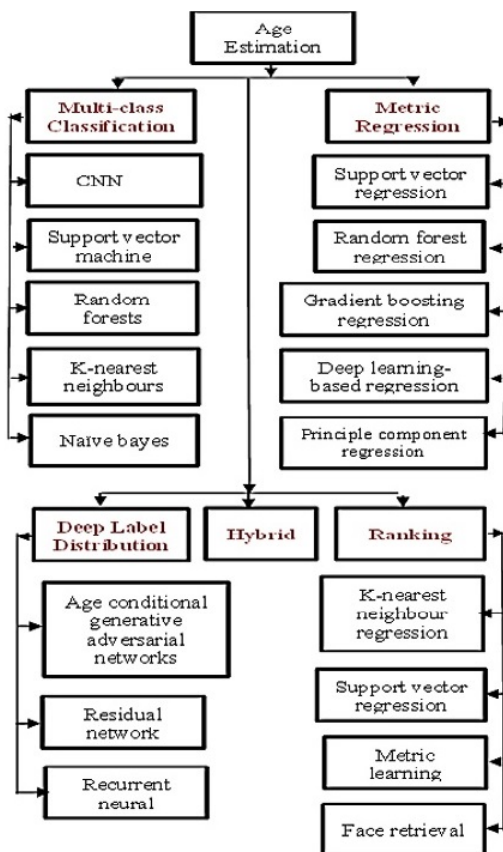 Age
Estimation
Multi-class
Classification
CNN
Support vector
machine
Random
forests
K-nearest
neighbours
Naïve bayes
Metric
Regression
Support vector
regression
Random forest
regression
Gradient boosting
regression
Deep learning-
based regression
Principle component
regression
Deep Label
Distribution
Age conditional
generative
adversarial
networks
Residual
network
Recurrent
neural
Hybrid
Ranking
K-nearest
neighbour
regression
Support vector
regression
Metric
learning
Face retrieval